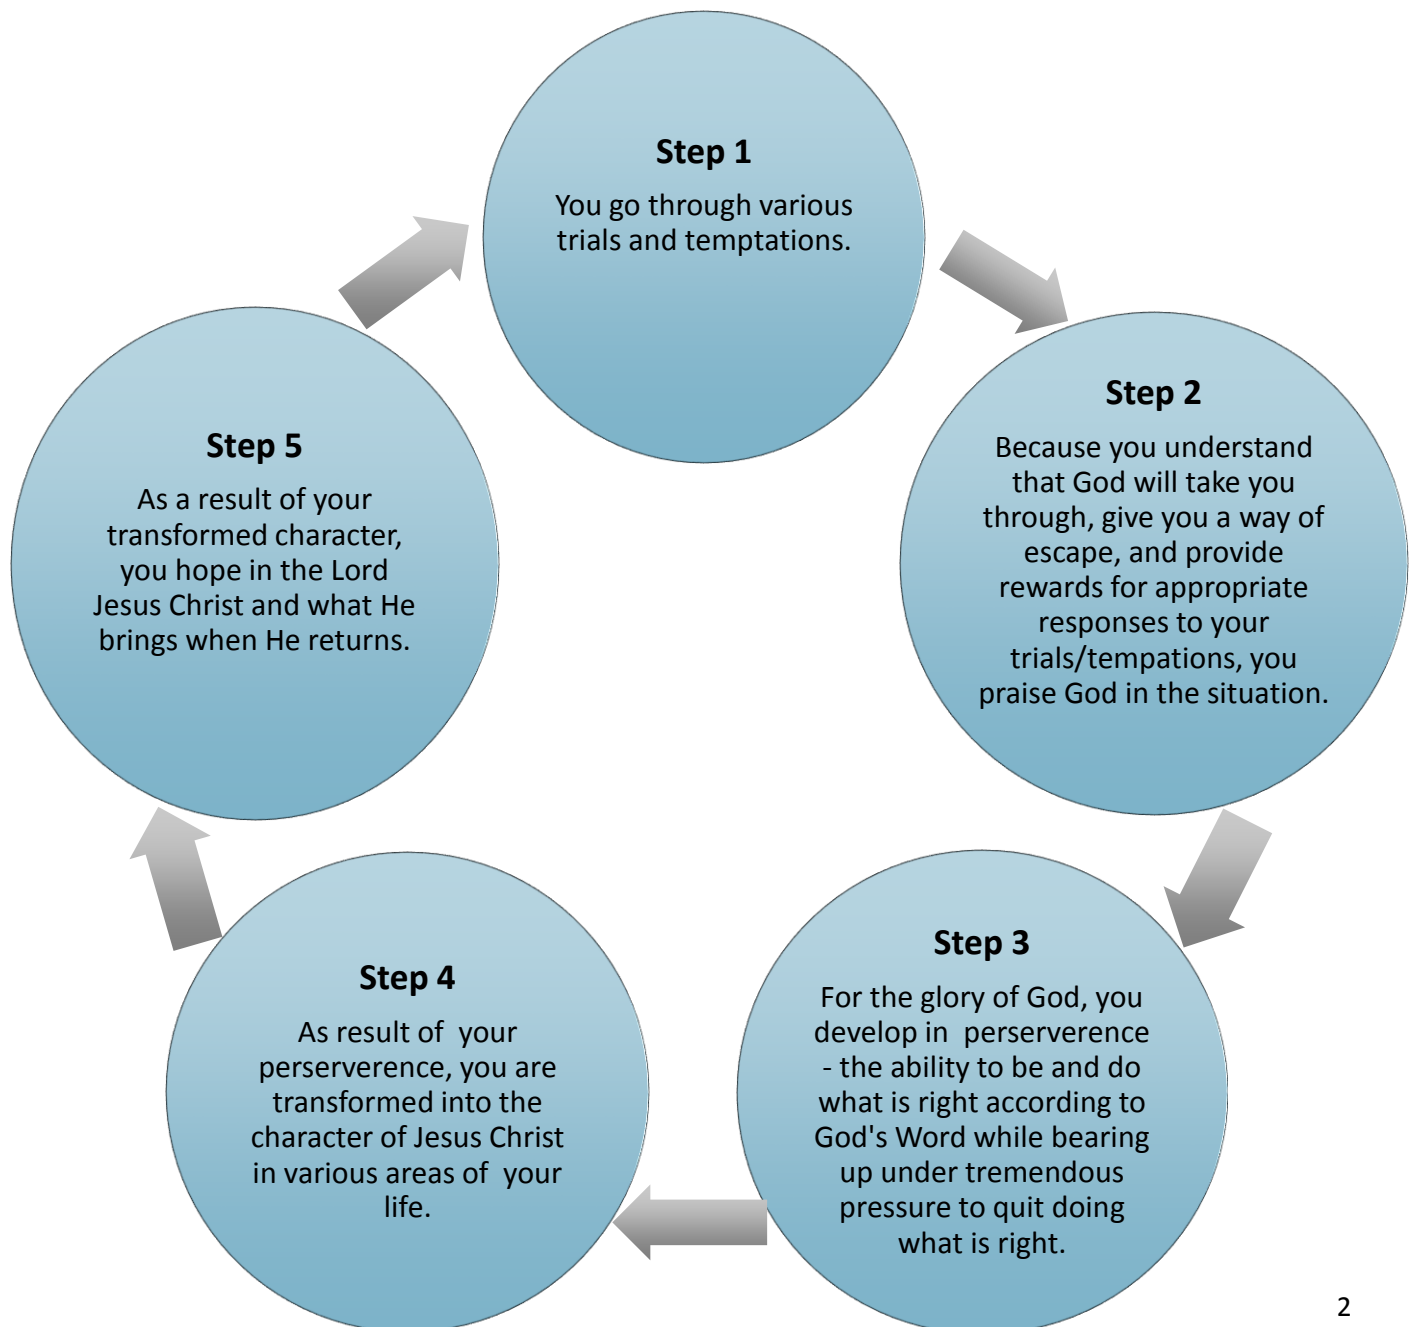 Step 1
You go through various
trials and temptations.
Step 2
Because you understand
that God will take you
through, give you a way of
escape, and provide
rewards for appropriate
responses to your
trials/tempations, you
praise God in the situation.
Step 3
For the glory of God, you
develop in  perserverence
- the ability to be and do
what is right according to
God's Word while bearing
up under tremendous
pressure to quit doing
what is right.
Step 4
As result of  your
perserverence, you are
transformed into the
character of Jesus Christ
in various areas of  your
life.
Step 5
As a result of your
transformed character,
you hope in the Lord
Jesus Christ and what He
brings when He returns.
2